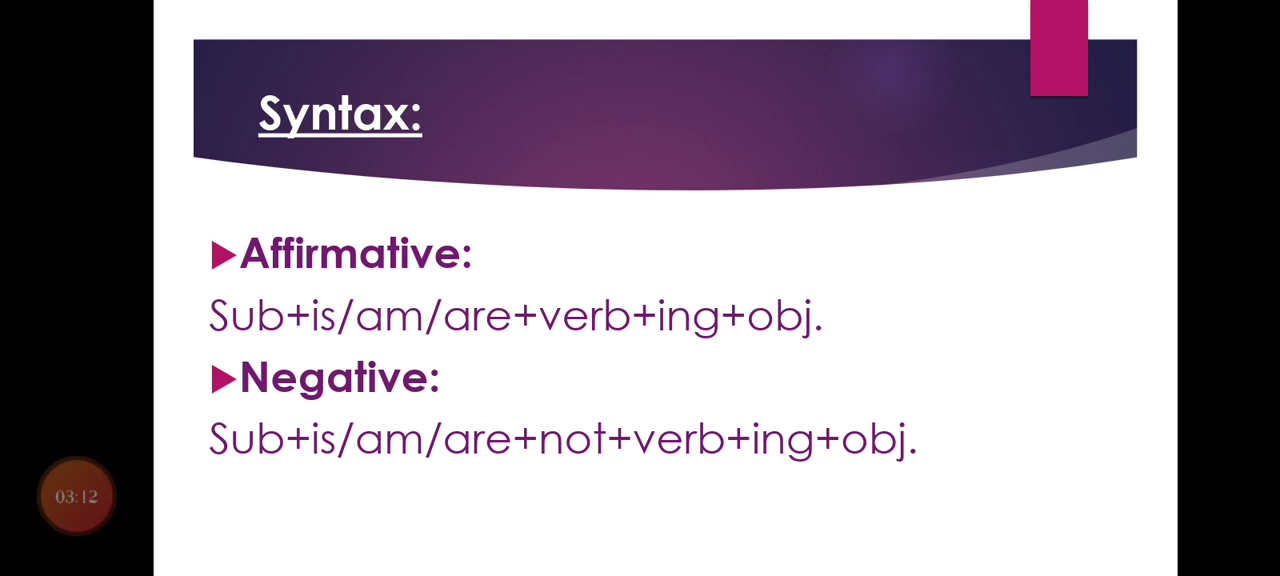 Syntax:
Affirmative:
Sub+is/am/are+verb+ing+obj.
Negative:
Sub+is/am/are+not+verb+ing+obj.
03:12